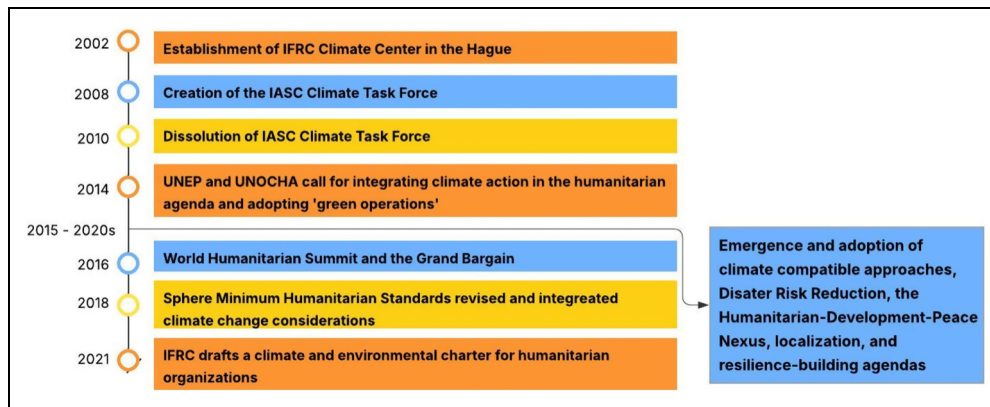 2002
Establishment of IFRC Climate Center in the Hague
2008
Creation of the IASC Climate Task Force
2010
Dissolution of IASC Climate Task Force
2014
UNEP and UNOCHA call for integrating climate action in the humanitarian
agenda and adopting 'green operations'
2015 - 2020s
Emergence and adoption of
climate compatible approaches,
Disater Risk Reduction, the
Humanitarian-Development-Peace
Nexus, localization, and
resilience-building agendas
2016
World Humanitarian Summit and the Grand Bargain
2018
Sphere Minimum Humanitarian Standards revised and integreated
climate change considerations
2021
IFRC drafts a climate and environmental charter for humanitarian
organizations